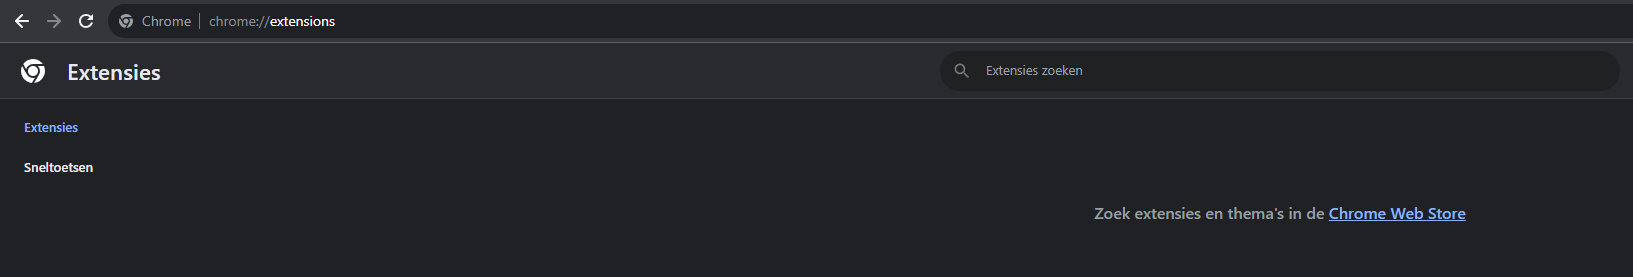 Chrome | chrome://extensions
Extensies
Extensies zoeken
Extensies
Sneltoetsen
Zoek extensies en thema's in de Chrome Web Store